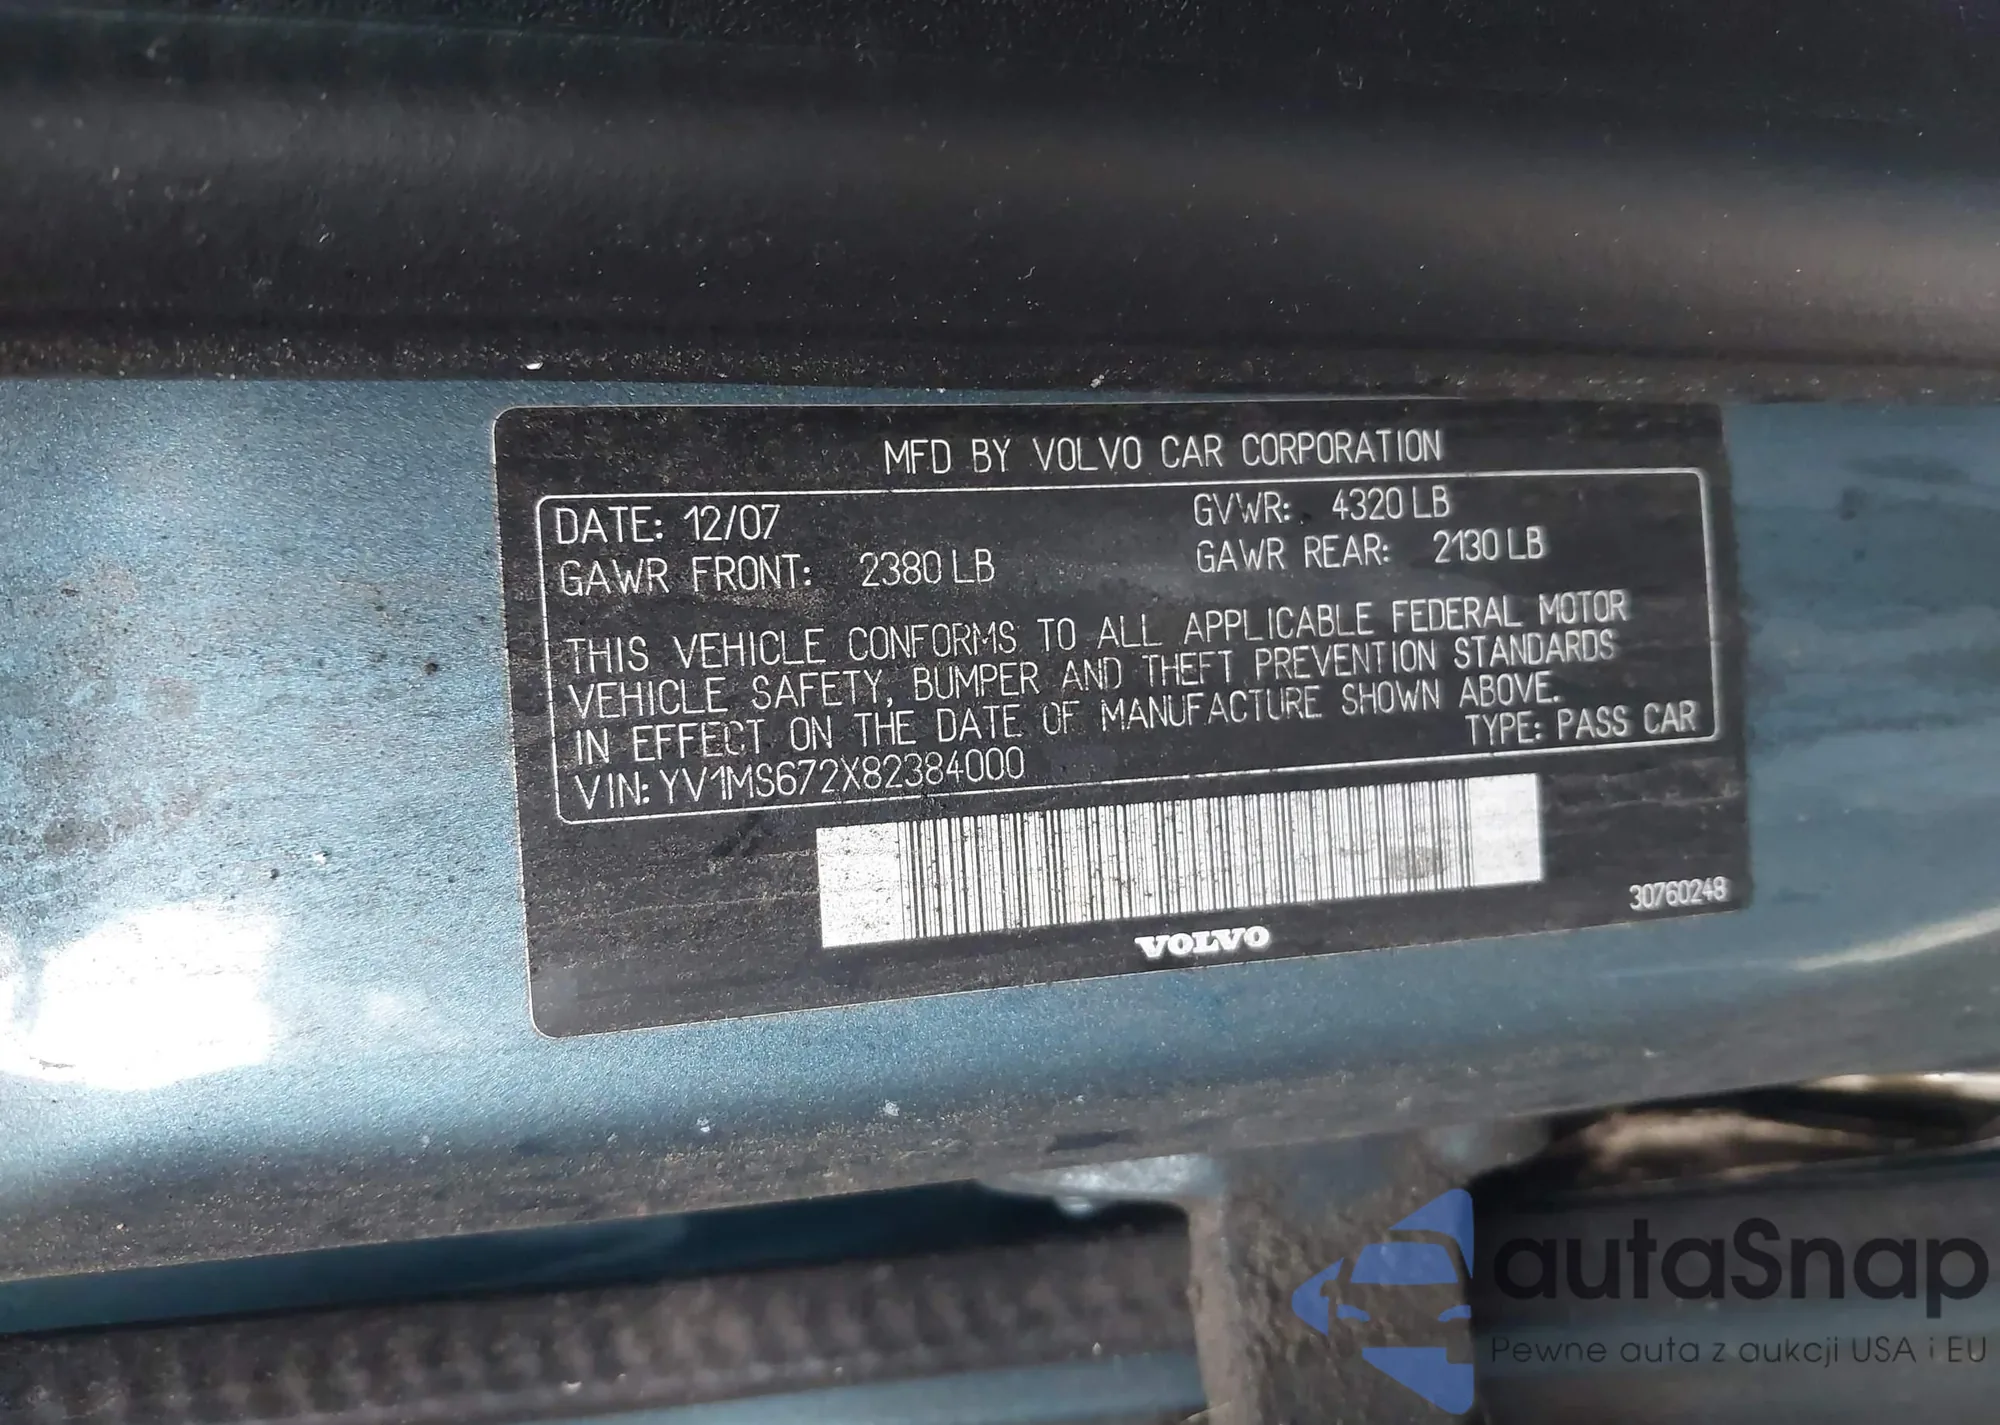 MFD BY VOLVO CAR CORPORATION
DATE: 12/07 GVWR: 4320 LB
GAWR FRONT: 2380 LB GAWR REAR: 2130 LB
THIS VEHICLE CONFORMS TO ALL APPLICABLE FEDERAL MOTOR
VEHICLE SAFETY, BUMPER AND THEFT PREVENTION STANDARDS
IN EFFECT ON THE DATE OF MANUFACTURE SHOWN ABOVE.
VIN: YV1MS672X82384000 TYPE: PASS CAR
30760248
VOLVO
autaSnap
Pewne auta z aukcji USA i EU